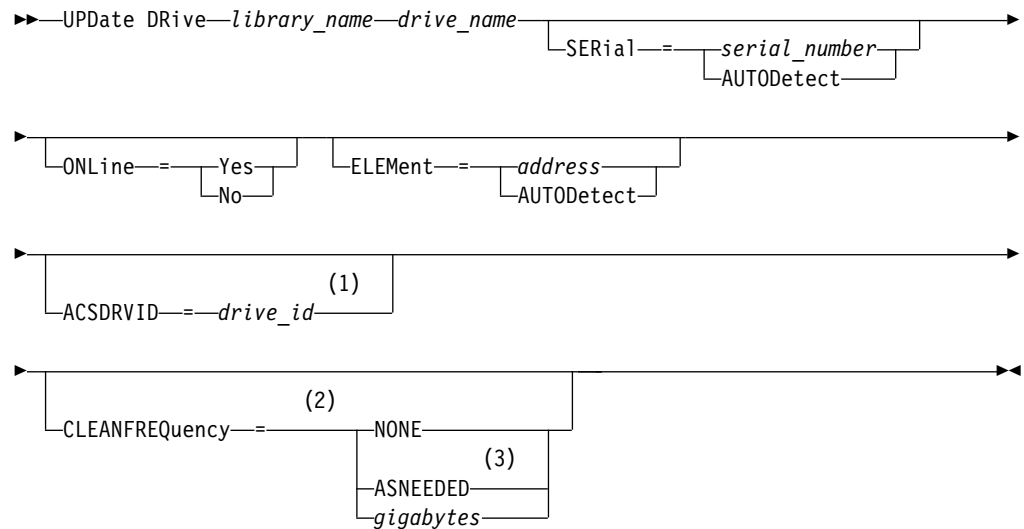 UPDate DRive library_name drive_name
SERial = serial_number
AUTODetect
ONLine = Yes
No
ELEMent = address
AUTODetect
(1)
ACSDRVID = drive_id
(2)
CLEANFREQuency = NONE
(3)
ASNEEDED
gigabytes